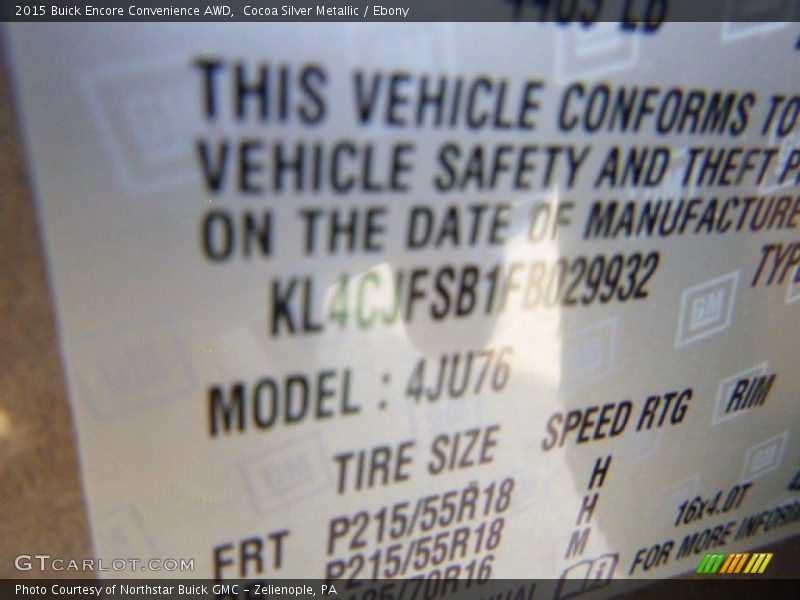 2015 Buick Encore Convenience AWD,  Cocoa Silver Metallic / Ebony
THIS VEHICLE CONFORMS TO
VEHICLE SAFETY AND THEFT
ON THE DATE OF MANUFACTURE
KL4CJFSB1FB029932 TYPE
MODEL : 4JU76
TIRE SIZE SPEED RTG RIM
FRT P215/55R18 H
P215/55R18 H
M 16x4.0T
FOR MORE
GM
GTCARLOT.COM
Photo Courtesy of Northstar Buick GMC – Zelienople, PA